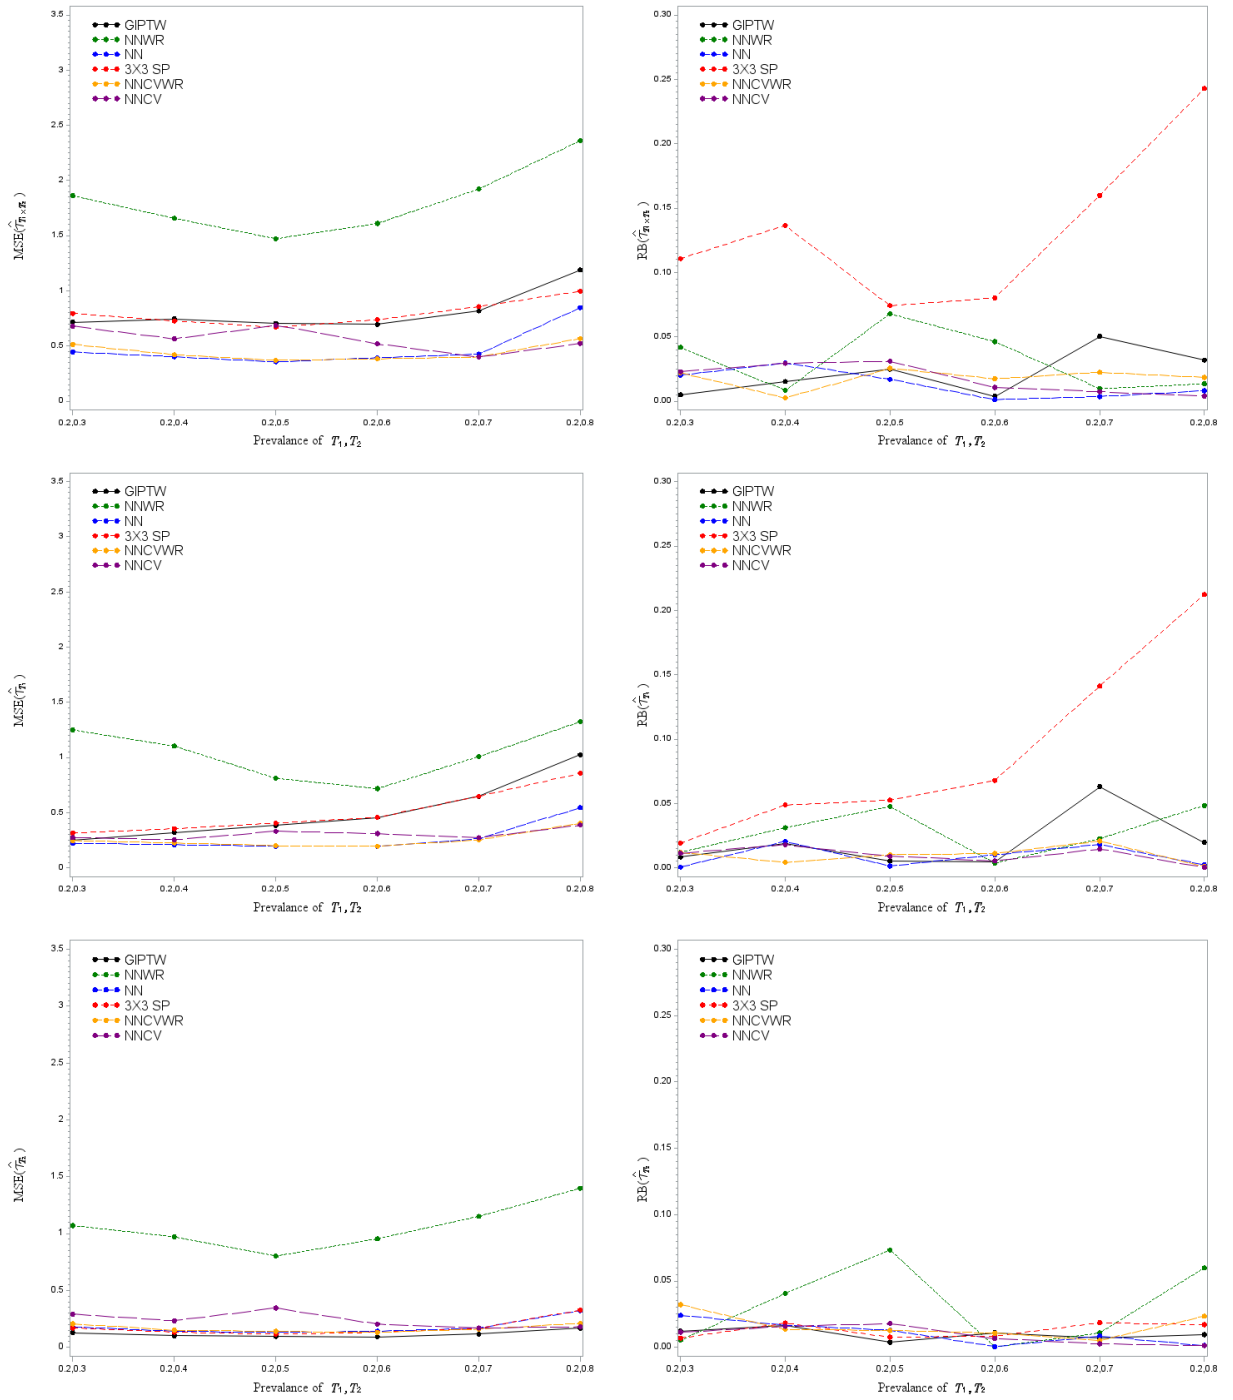 3.5
3
2.5
2
1.5
1
0.5
0
MSE(τ̂_{T₁×T₂})
GIPTW
NNWR
NN
3X3 SP
NNCVWR
NNCV
0.2,0.3 0.2,0.4 0.2,0.5 0.2,0.6 0.2,0.7 0.2,0.8
Prevalance of T₁,T₂
0.30
0.25
0.20
0.15
0.10
0.05
0.00
RB(τ̂_{T₁×T₂})
GIPTW
NNWR
NN
3X3 SP
NNCVWR
NNCV
0.2,0.3 0.2,0.4 0.2,0.5 0.2,0.6 0.2,0.7 0.2,0.8
Prevalance of T₁,T₂
3.5
3
2.5
2
1.5
1
0.5
0
MSE(τ̂_{T₁})
GIPTW
NNWR
NN
3X3 SP
NNCVWR
NNCV
0.2,0.3 0.2,0.4 0.2,0.5 0.2,0.6 0.2,0.7 0.2,0.8
Prevalance of T₁,T₂
0.30
0.25
0.20
0.15
0.10
0.05
0.00
RB(τ̂_{T₁})
GIPTW
NNWR
NN
3X3 SP
NNCVWR
NNCV
0.2,0.3 0.2,0.4 0.2,0.5 0.2,0.6 0.2,0.7 0.2,0.8
Prevalance of T₁,T₂
3.5
3
2.5
2
1.5
1
0.5
0
MSE(τ̂_{T₂})
GIPTW
NNWR
NN
3X3 SP
NNCVWR
NNCV
0.2,0.3 0.2,0.4 0.2,0.5 0.2,0.6 0.2,0.7 0.2,0.8
Prevalance of T₁,T₂
0.30
0.25
0.20
0.15
0.10
0.05
0.00
RB(τ̂_{T₂})
GIPTW
NNWR
NN
3X3 SP
NNCVWR
NNCV
0.2,0.3 0.2,0.4 0.2,0.5 0.2,0.6 0.2,0.7 0.2,0.8
Prevalance of T₁,T₂